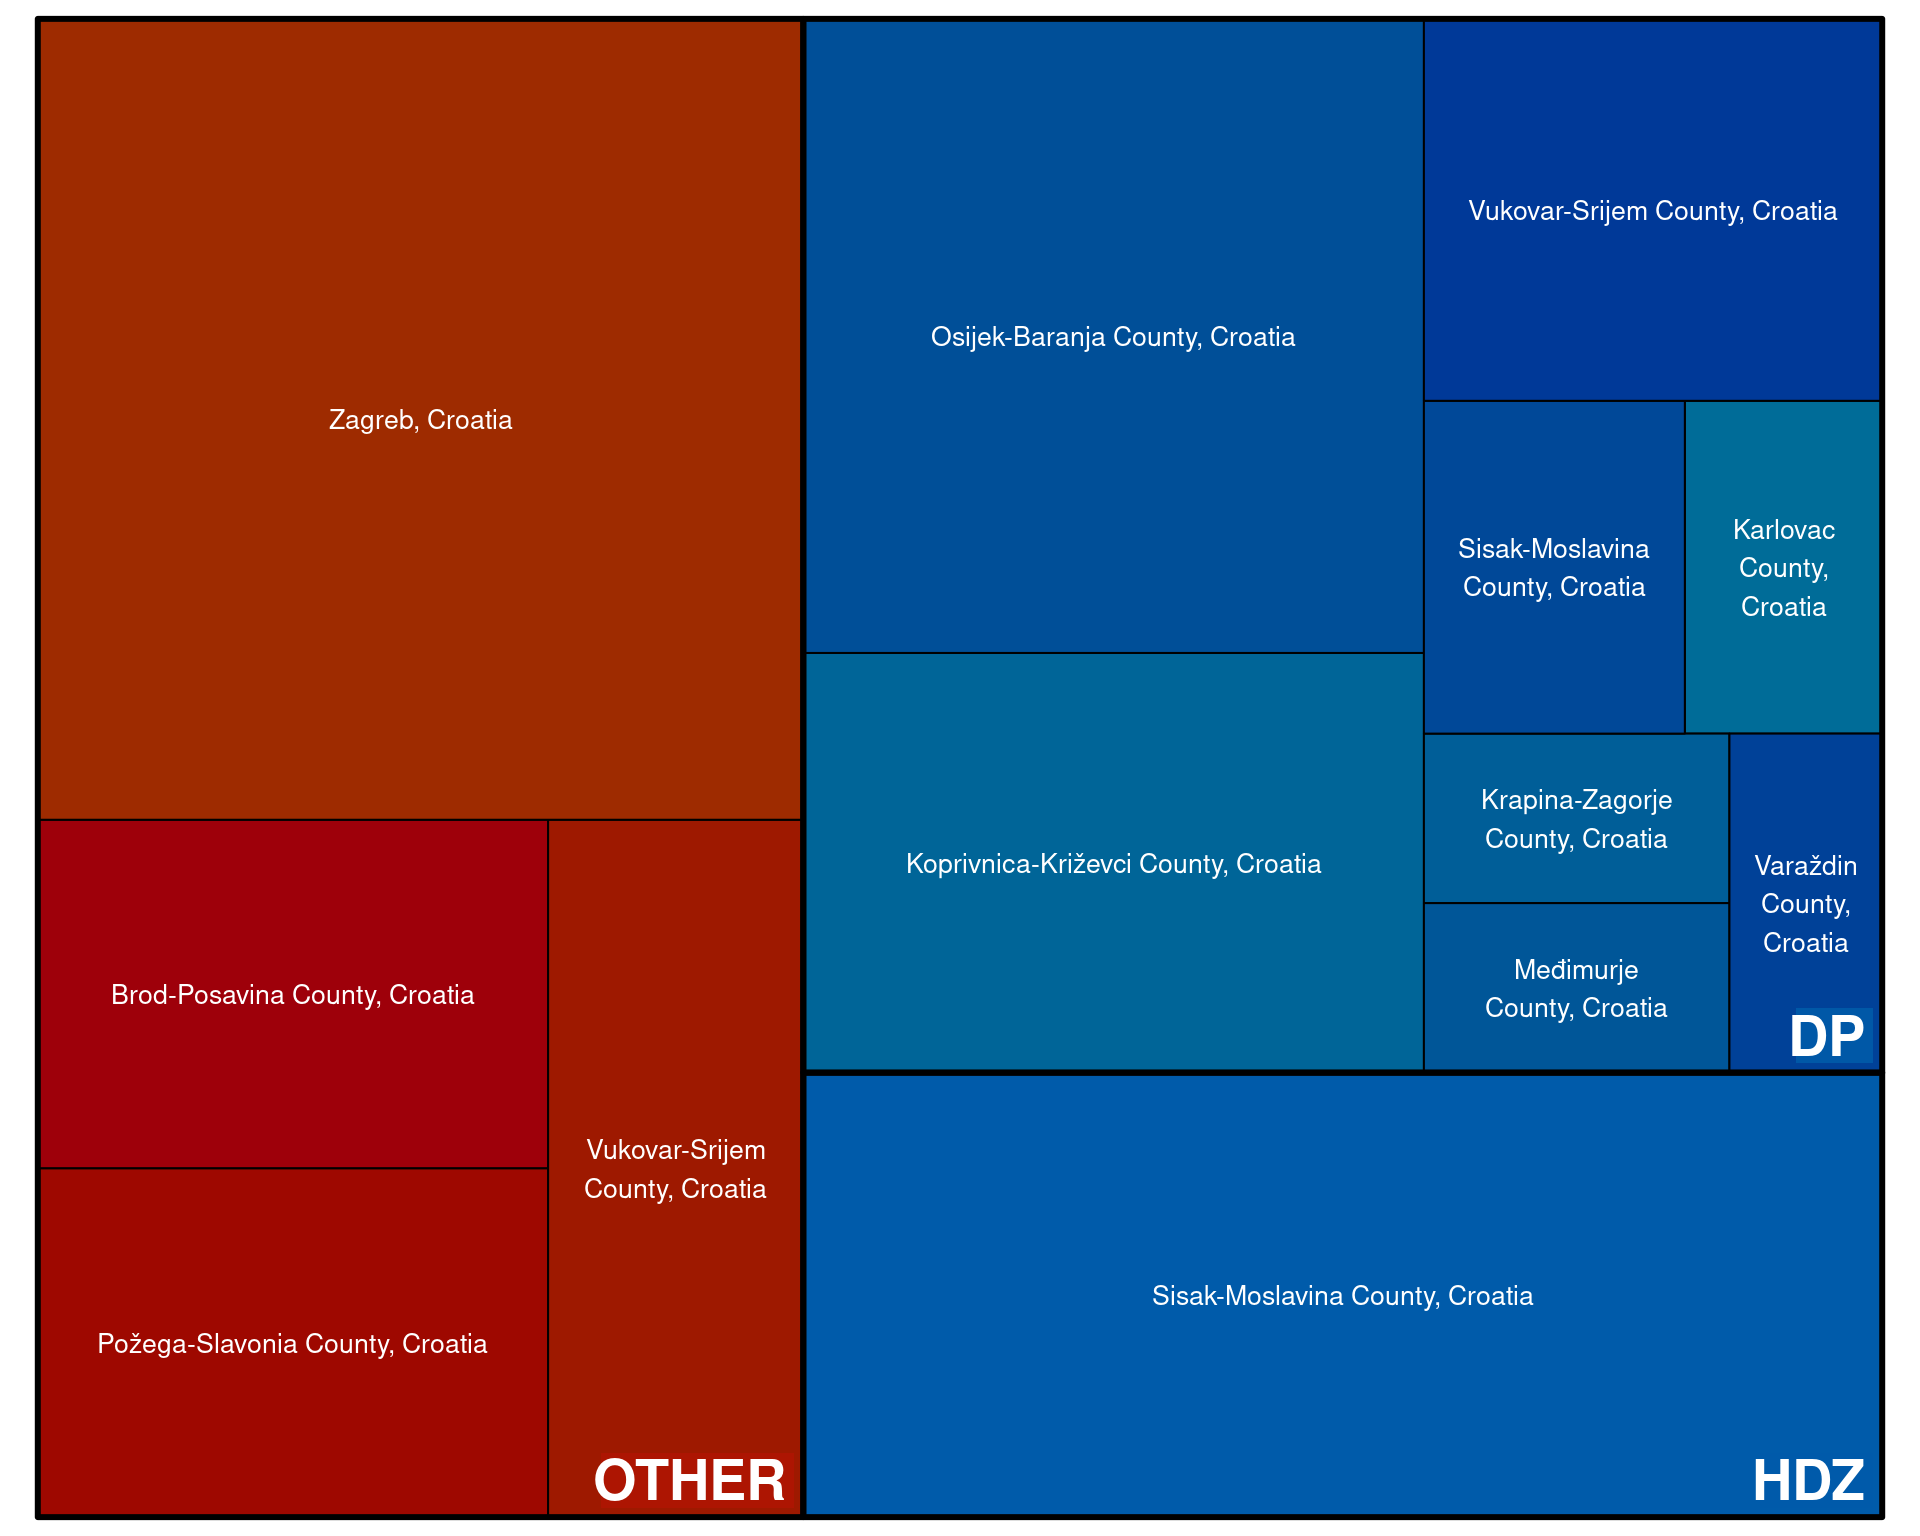 Zagreb, Croatia
Brod-Posavina County, Croatia
Požega-Slavonia County, Croatia
Vukovar-Srijem
County, Croatia
OTHER
Osijek-Baranja County, Croatia
Koprivnica-Križevci County, Croatia
Vukovar-Srijem County, Croatia
Sisak-Moslavina
County, Croatia
Karlovac
County,
Croatia
Krapina-Zagorje
County, Croatia
Međimurje
County, Croatia
Varaždin
County,
Croatia
DP
Sisak-Moslavina County, Croatia
HDZ